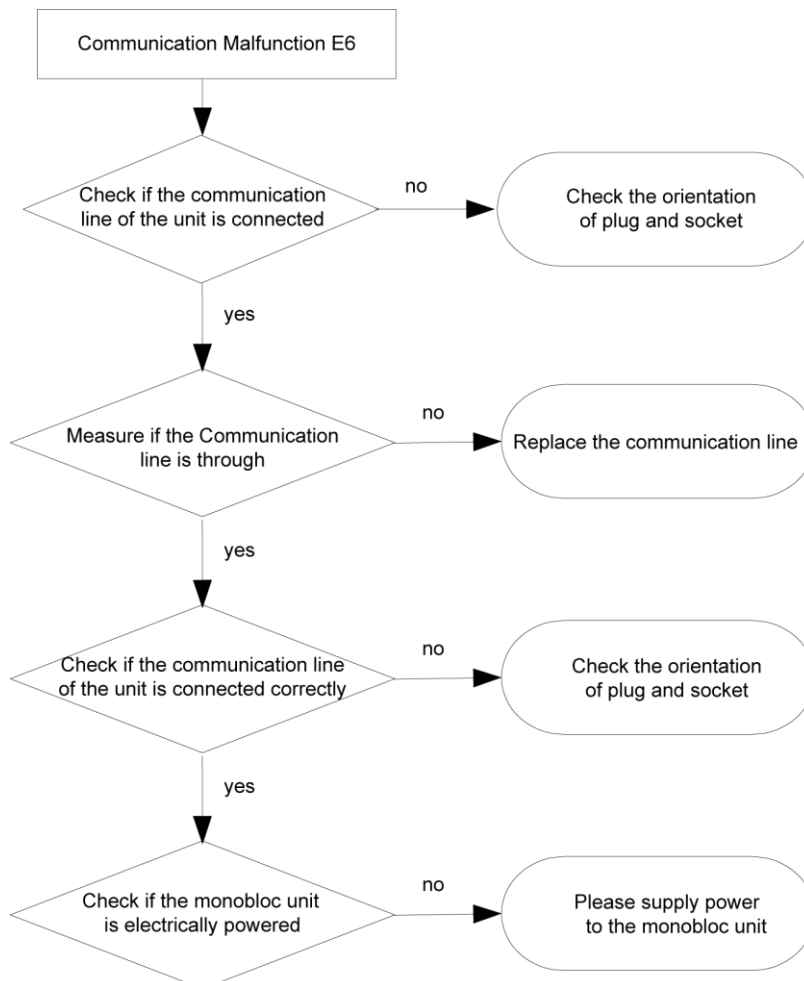 Communication Malfunction E6
Check if the communication
line of the unit is connected
no
Check the orientation
of plug and socket
yes
Measure if the Communication
line is through
no
Replace the communication line
yes
Check if the communication line
of the unit is connected correctly
no
Check the orientation
of plug and socket
yes
Check if the monobloc unit
is electrically powered
no
Please supply power
to the monobloc unit